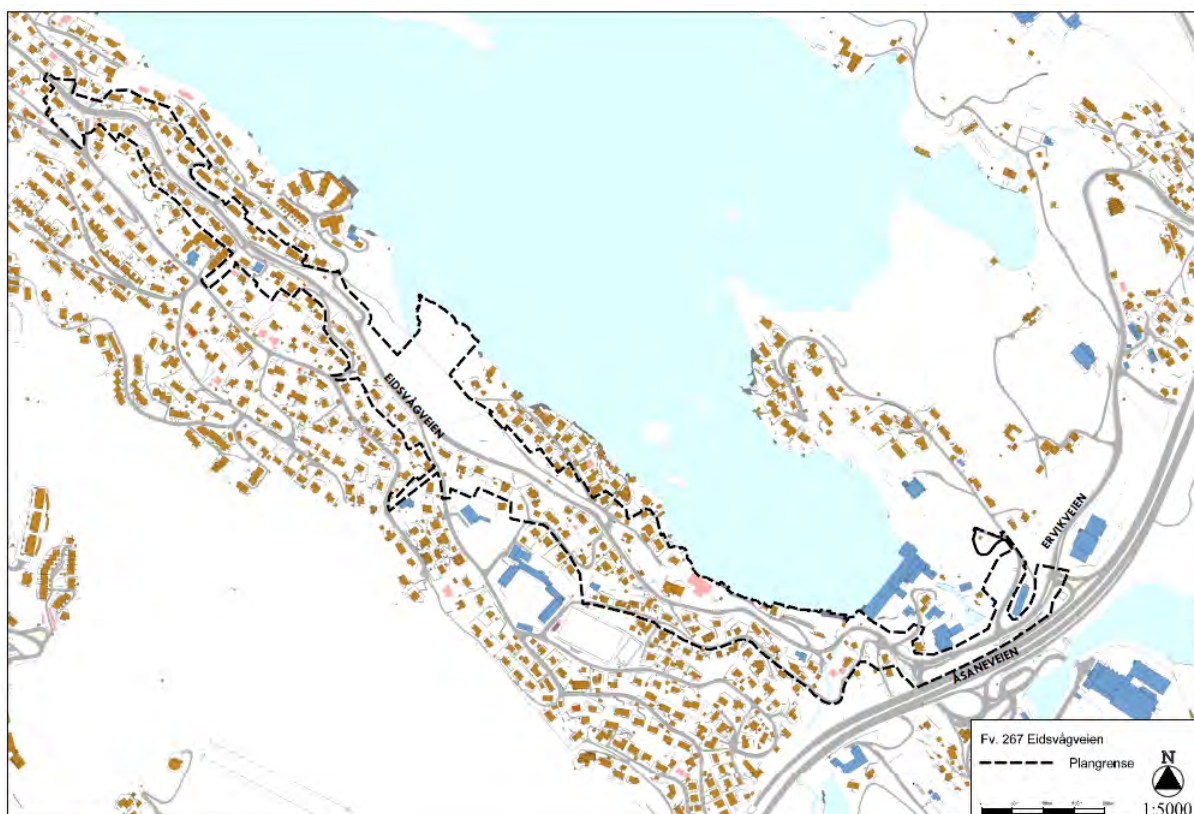 EIDSVÅGVEIEN
ERVIKVEIEN
ÅSANEVEIEN
Fv. 267 Eidsvågveien
Plangrense
N
1:5000